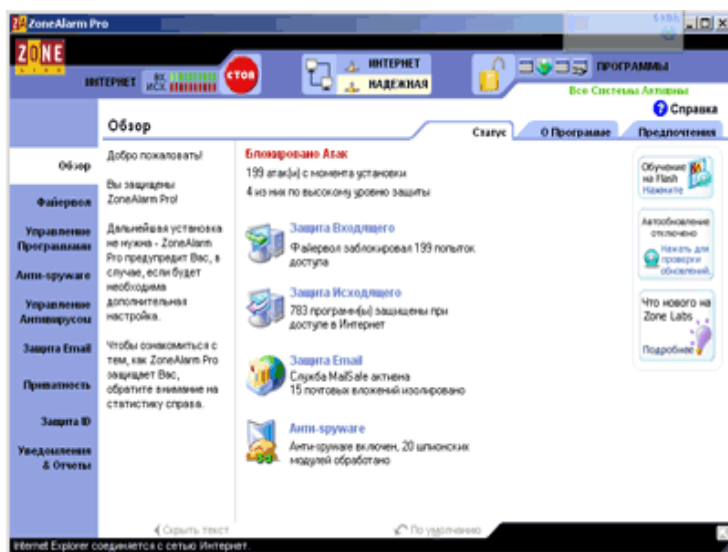 ZoneAlarm Pro
ZONE
LABS
ИНТЕРНЕТ
ВХ.
ИСХ.
СТОП
ИНТЕРНЕТ
НАДЕЖНАЯ
ПРОГРАММЫ
Все Системы Активны
Справка
Обзор
Статус
О Программе
Предпочтения
Обзор
Файервол
Управление
Программами
Анти-spyware
Управление
Антивирусом
Защита Email
Приватность
Защита ID
Уведомления
& Отчеты
Добро пожаловать!
Вы защищены
ZoneAlarm Pro!
Дальнейшая установка
не нужна - ZoneAlarm
Pro предупредит Вас, в
случае, если будет
необходима
дополнительная
настройка.
Чтобы ознакомиться с
тем, как ZoneAlarm Pro
защищает Вас,
обратите внимание на
статистику справа.
Блокировано Атак
199 атак(и) с момента установки
4 из них по высокому уровню защиты
Защита Входящего
Файервол заблокировал 199 попыток
доступа
Защита Исходящего
783 программ(ы) защищены при
доступе в Интернет
Защита Email
Служба MailSafe активна
15 почтовых вложений изолировано
Анти-spyware
Анти-spyware включен, 20 шпионских
модулей обработано
Обучение
на Flash
Нажмите
Автообновление
отключено
Нажать для
проверки
обновлений.
Что нового на
Zone Labs
Подробнее
Скрыть текст
По умолчанию
Internet Explorer соединяется с сетью Интернет.